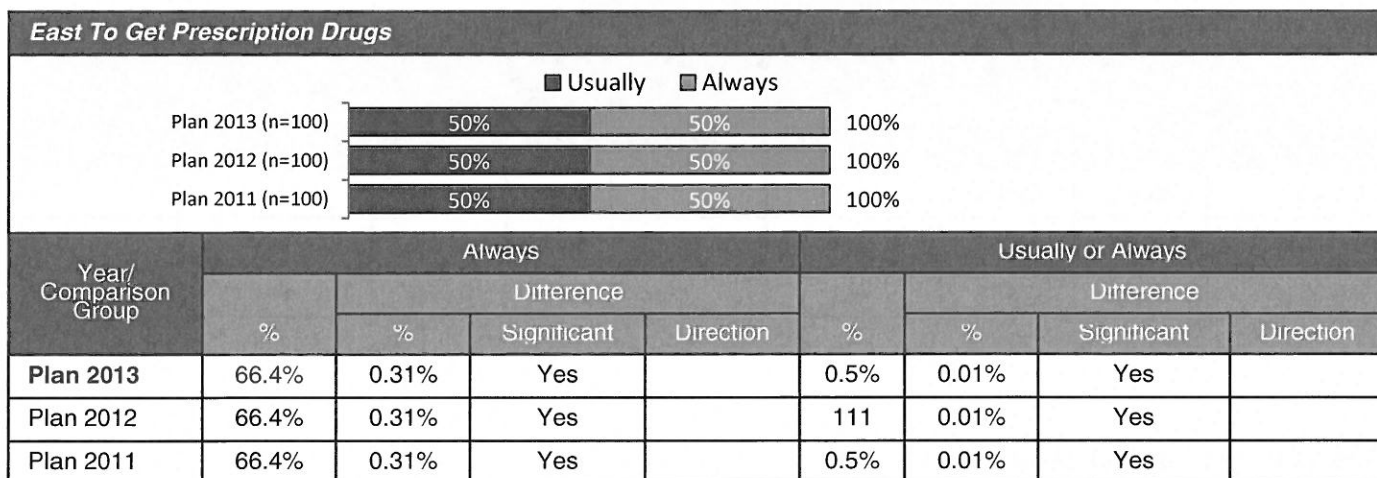 East To Get Prescription Drugs
Usually Always
Plan 2013 (n=100) 50% 50% 100%
Plan 2012 (n=100) 50% 50% 100%
Plan 2011 (n=100) 50% 50% 100%
Year/ Comparison Group Always Usually or Always
Difference Difference
% % Significant Direction % % Significant Direction
Plan 2013 66.4% 0.31% Yes 0.5% 0.01% Yes
Plan 2012 66.4% 0.31% Yes 111 0.01% Yes
Plan 2011 66.4% 0.31% Yes 0.5% 0.01% Yes